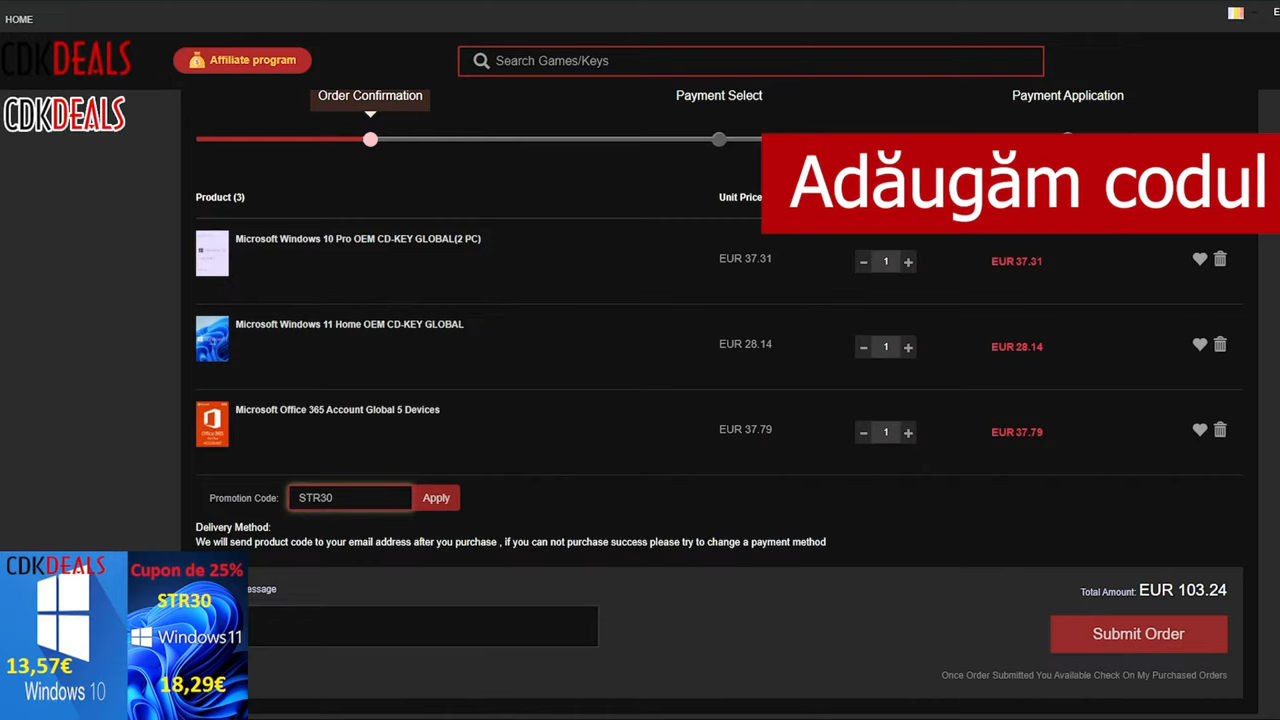 HOME
E
CDKDEALS
Affiliate program
Search Games/Keys
CDKDEALS
Order Confirmation
Payment Select
Payment Application
Adăugăm codul
Product (3)
Unit Price
Microsoft Windows 10 Pro OEM CD-KEY GLOBAL(2 PC)
EUR 37.31
− 1 +
EUR 37.31
Microsoft Windows 11 Home OEM CD-KEY GLOBAL
EUR 28.14
− 1 +
EUR 28.14
Microsoft Office 365 Account Global 5 Devices
EUR 37.79
− 1 +
EUR 37.79
Promotion Code: STR30 Apply
Delivery Method:
We will send product code to your email address after you purchase , if you can not purchase success please try to change a payment method
essage
Total Amount: EUR 103.24
Submit Order
Once Order Submitted You Available Check On My Purchased Orders
CDKDEALS
13,57€
Windows 10
Cupon de 25%
STR30
Windows 11
18,29€